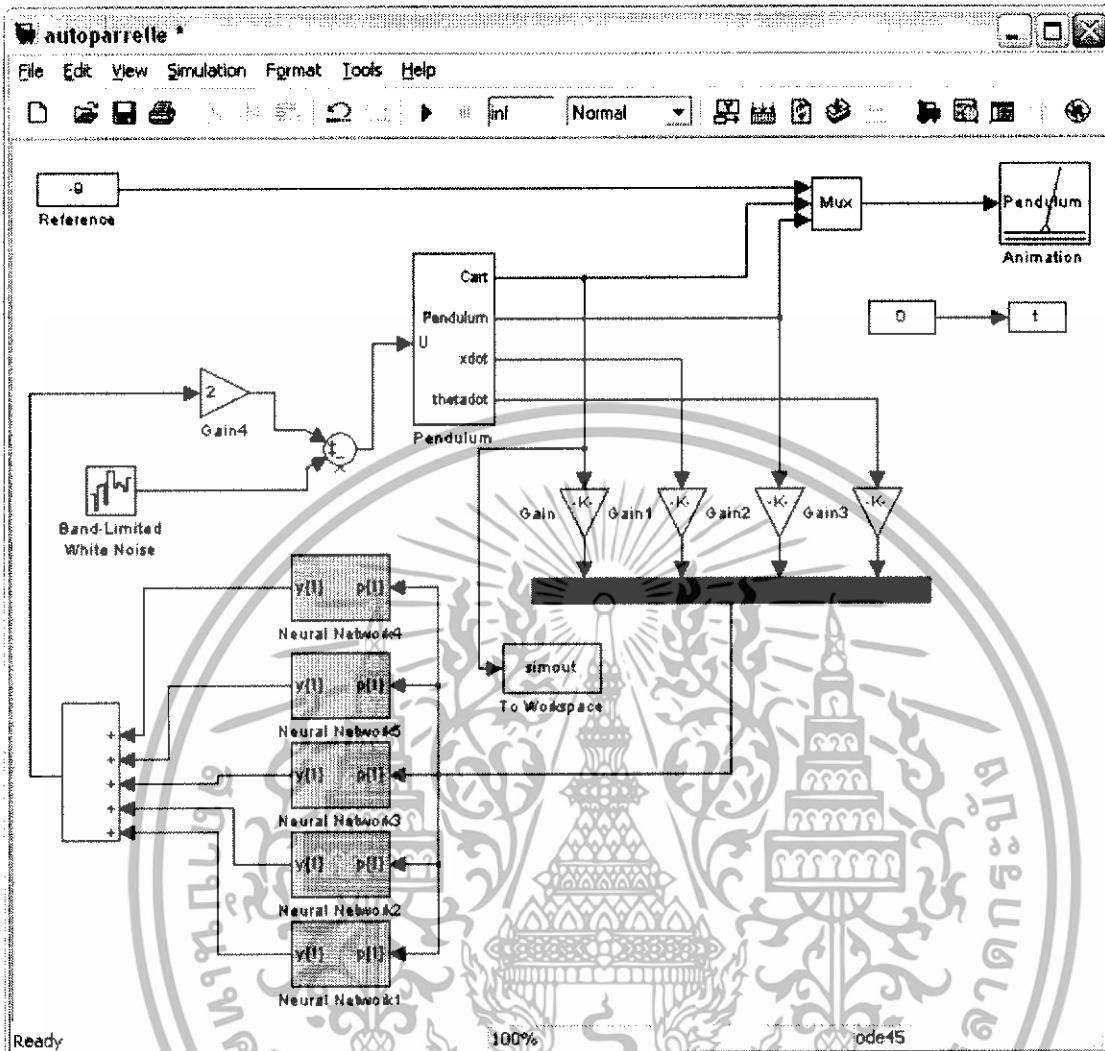 autoparrelle *
File Edit View Simulation Format Tools Help
inf Normal
-9
Reference
Mux
Pendulum
Animation
Cart
Pendulum
U
xdot
thetadot
Pendulum
0
t
2
Gain4
Band-Limited
White Noise
-K-
Gain
-K-
Gain1
-K-
Gain2
-K-
Gain3
y{1} p{1}
Neural Network4
simout
To Workspace
y{1} p{1}
Neural Network5
y{1} p{1}
Neural Network3
y{1} p{1}
Neural Network2
y{1} p{1}
Neural Network1
Ready 100% ode45